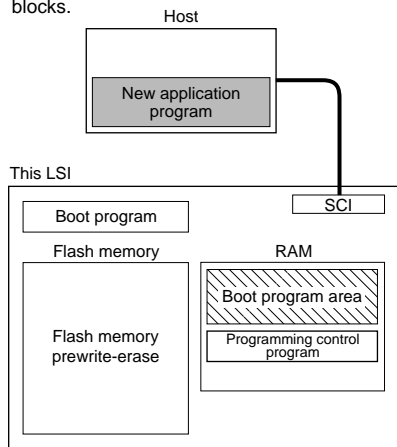 blocks.
Host
New application
program
This LSI
SCI
Boot program
Flash memory
RAM
Boot program area
Flash memory
prewrite-erase
Programming control
program